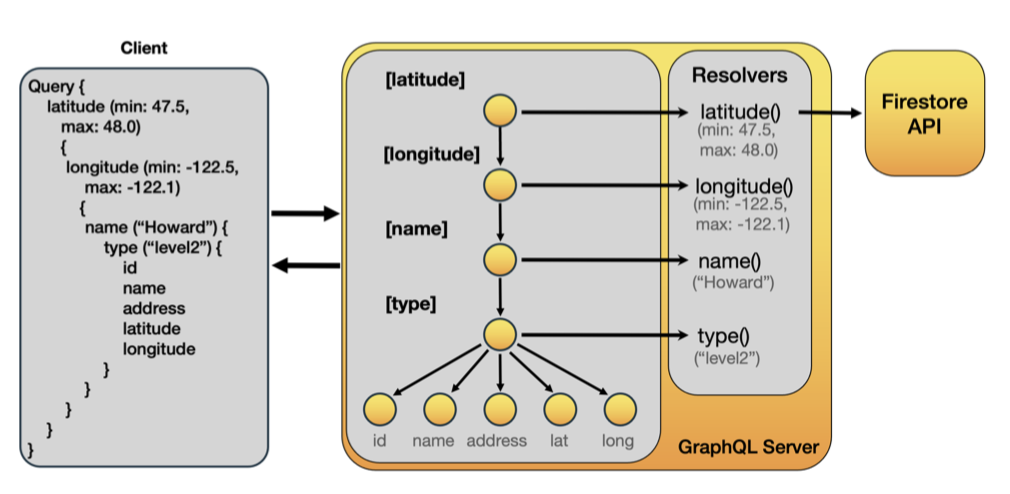 Client
Query {
latitude (min: 47.5,
max: 48.0)
{
longitude (min: -122.5,
max: -122.1)
{
name (“Howard”) {
type (“level2”) {
id
name
address
latitude
longitude
}
}
}
}
}
[latitude]
[longitude]
[name]
[type]
id name address lat long
Resolvers
latitude()
(min: 47.5,
max: 48.0)
longitude()
(min: -122.5,
max: -122.1)
name()
(“Howard”)
type()
(“level2”)
GraphQL Server
Firestore
API